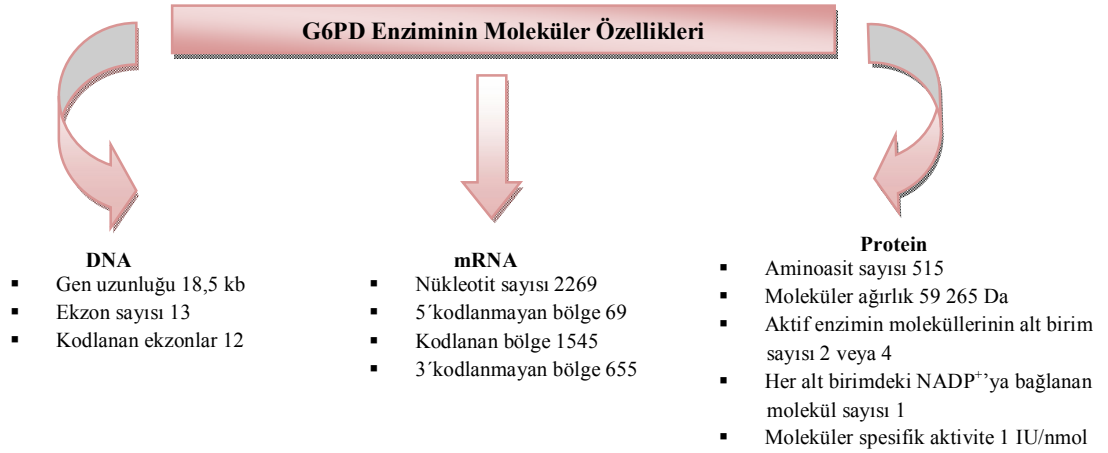 G6PD Enziminin Moleküler Özellikleri
DNA
▪ Gen uzunluğu 18,5 kb
▪ Ekzon sayısı 13
▪ Kodlanan ekzonlar 12
mRNA
▪ Nükleotit sayısı 2269
▪ 5´kodlanmayan bölge 69
▪ Kodlanan bölge 1545
▪ 3´kodlanmayan bölge 655
Protein
▪ Aminoasit sayısı 515
▪ Moleküler ağırlık 59 265 Da
▪ Aktif enzimin moleküllerinin alt birim
sayısı 2 veya 4
▪ Her alt birimdeki NADP⁺’ya bağlanan
molekül sayısı 1
▪ Moleküler spesifik aktivite 1 IU/nmol